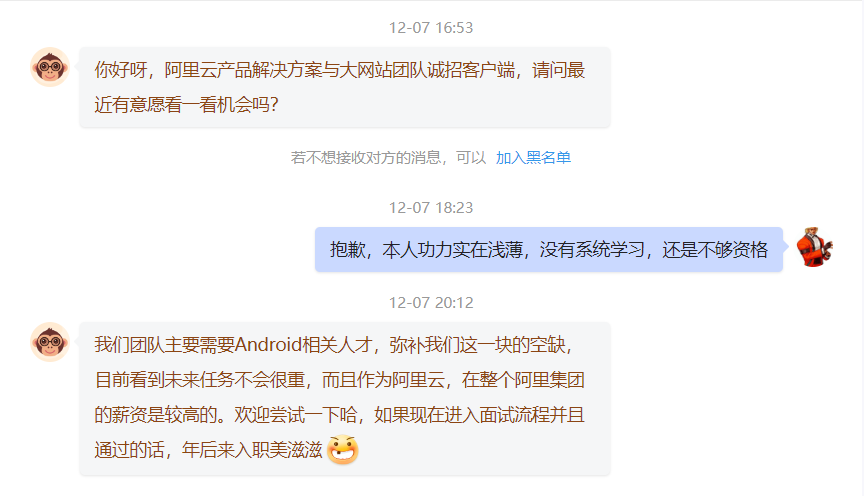 12-07 16:53
你好呀，阿里云产品解决方案与大网站团队诚招客户端，请问最
近有意愿看一看机会吗？
若不想接收对方的消息，可以 加入黑名单
12-07 18:23
抱歉，本人功力实在浅薄，没有系统学习，还是不够资格
12-07 20:12
我们团队主要需要Android相关人才，弥补我们这一块的空缺，
目前看到未来任务不会很重，而且作为阿里云，在整个阿里集团
的薪资是较高的。欢迎尝试一下哈，如果现在进入面试流程并且
通过的话，年后来入职美滋滋